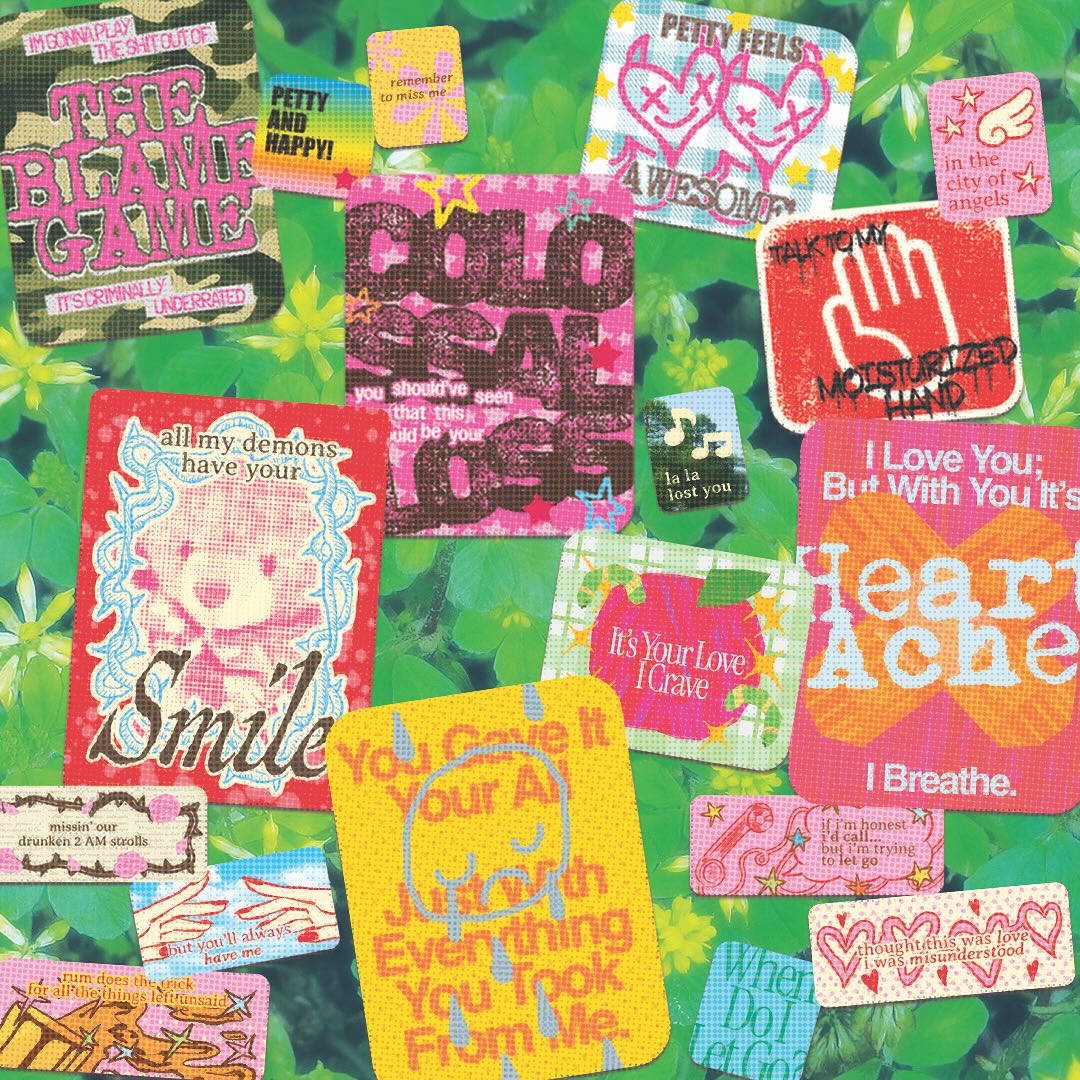 I'M GONNA PLAY
THE SHIT OUT OF
THE
BLAME
GAME
IT'S CRIMINALLY
UNDERRATED
PETTY
AND
HAPPY!
remember
to miss me
PETTY FEELS
AWESOME
in the
city of
angels
TALK TO MY
MOISTURIZED
HAND
COLO
SSAL
LOSS
you should've seen
that this
would be your
la la
lost you
all my demons
have your
Smile
I Love You;
But With You It's
Heart
Ache
I Breathe.
It's Your Love
I Crave
You Gave It
Your All
Just With
Everything
You Took
From Me.
missin' our
drunken 2 AM strolls
but you'll always
have me
rum does the trick
for all the things left unsaid
if i'm honest
i'd call...
but i'm trying
to let go
thought this was love
i was misunderstood
When
Do I
Let Go?